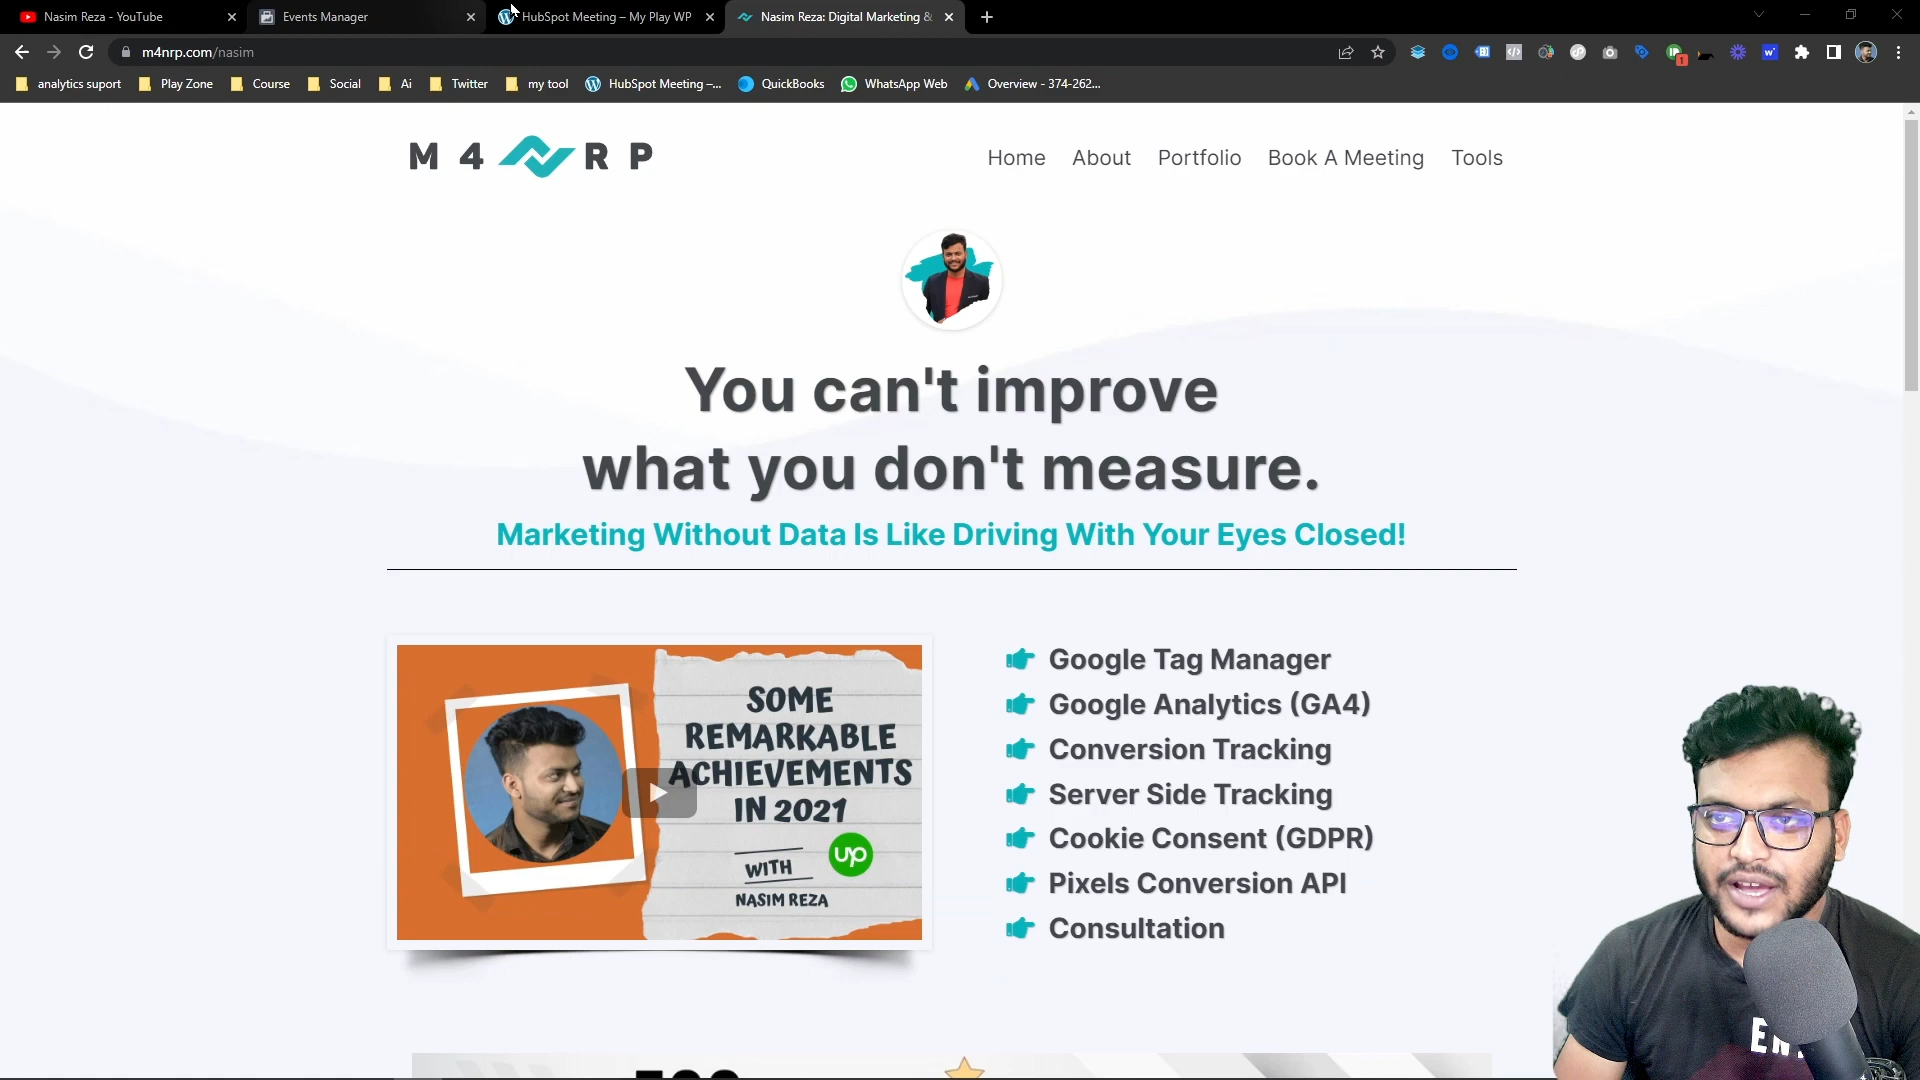 Nasim Reza - YouTube
Events Manager
HubSpot Meeting – My Play WP
Nasim Reza: Digital Marketing &
m4nrp.com/nasim
analytics suport
Play Zone
Course
Social
Ai
Twitter
my tool
HubSpot Meeting –...
QuickBooks
WhatsApp Web
Overview - 374-262...
M 4 R P
Home
About
Portfolio
Book A Meeting
Tools
You can't improve
what you don't measure.
Marketing Without Data Is Like Driving With Your Eyes Closed!
SOME
REMARKABLE
ACHIEVEMENTS
IN 2021
WITH
up
NASIM REZA
Google Tag Manager
Google Analytics (GA4)
Conversion Tracking
Server Side Tracking
Cookie Consent (GDPR)
Pixels Conversion API
Consultation